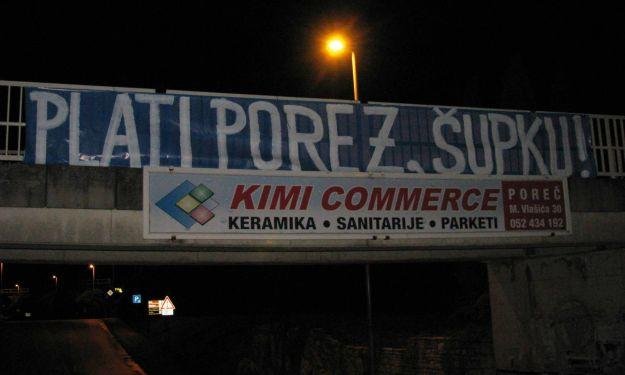 PLATI POREZ, ŠUPKU!
KIMI COMMERCE
KERAMIKA • SANITARIJE • PARKETI
POREČ
M. Vlašića 30
052 434 192
P